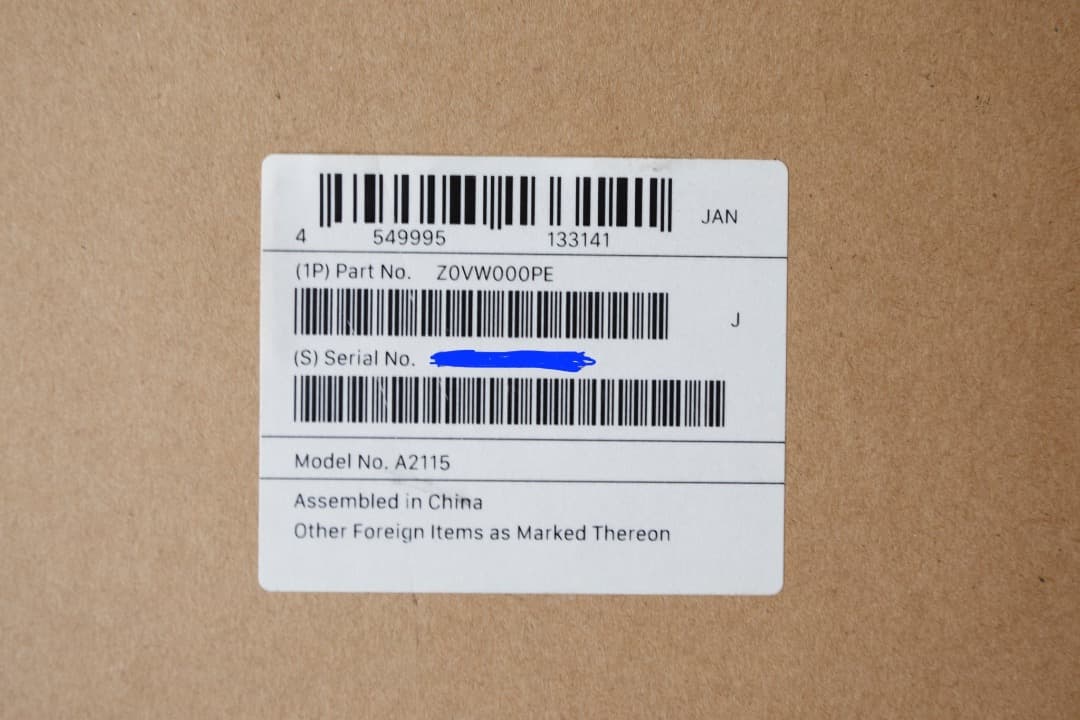 JAN
4 549995 133141
(1P) Part No. Z0VW000PE
J
(S) Serial No.
Model No. A2115
Assembled in China
Other Foreign Items as Marked Thereon